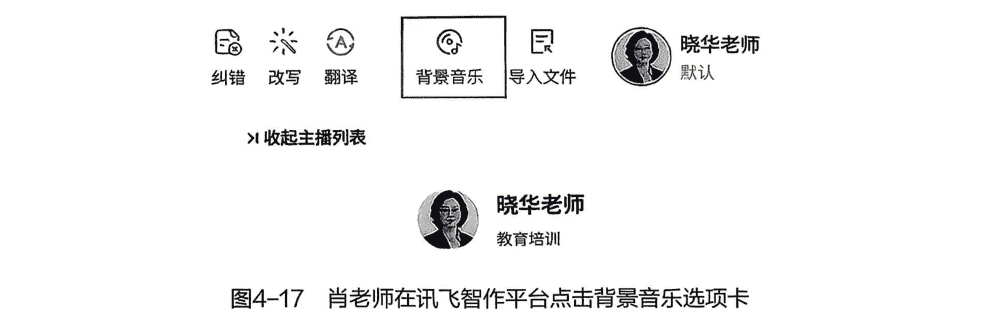 纠错 改写 翻译 背景音乐 导入文件 晓华老师
默认
收起主播列表
晓华老师
教育培训
图4-17 肖老师在讯飞智作平台点击背景音乐选项卡